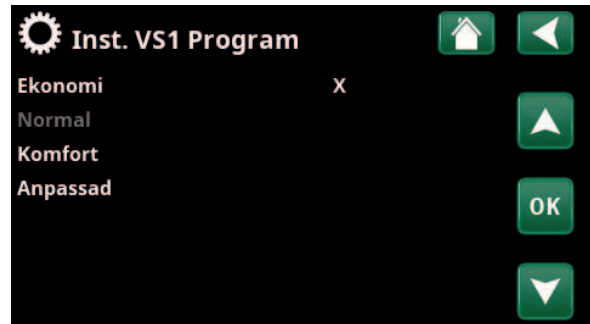 Inst. VS1 Program
Ekonomi X
Normal
Komfort
Anpassad
OK